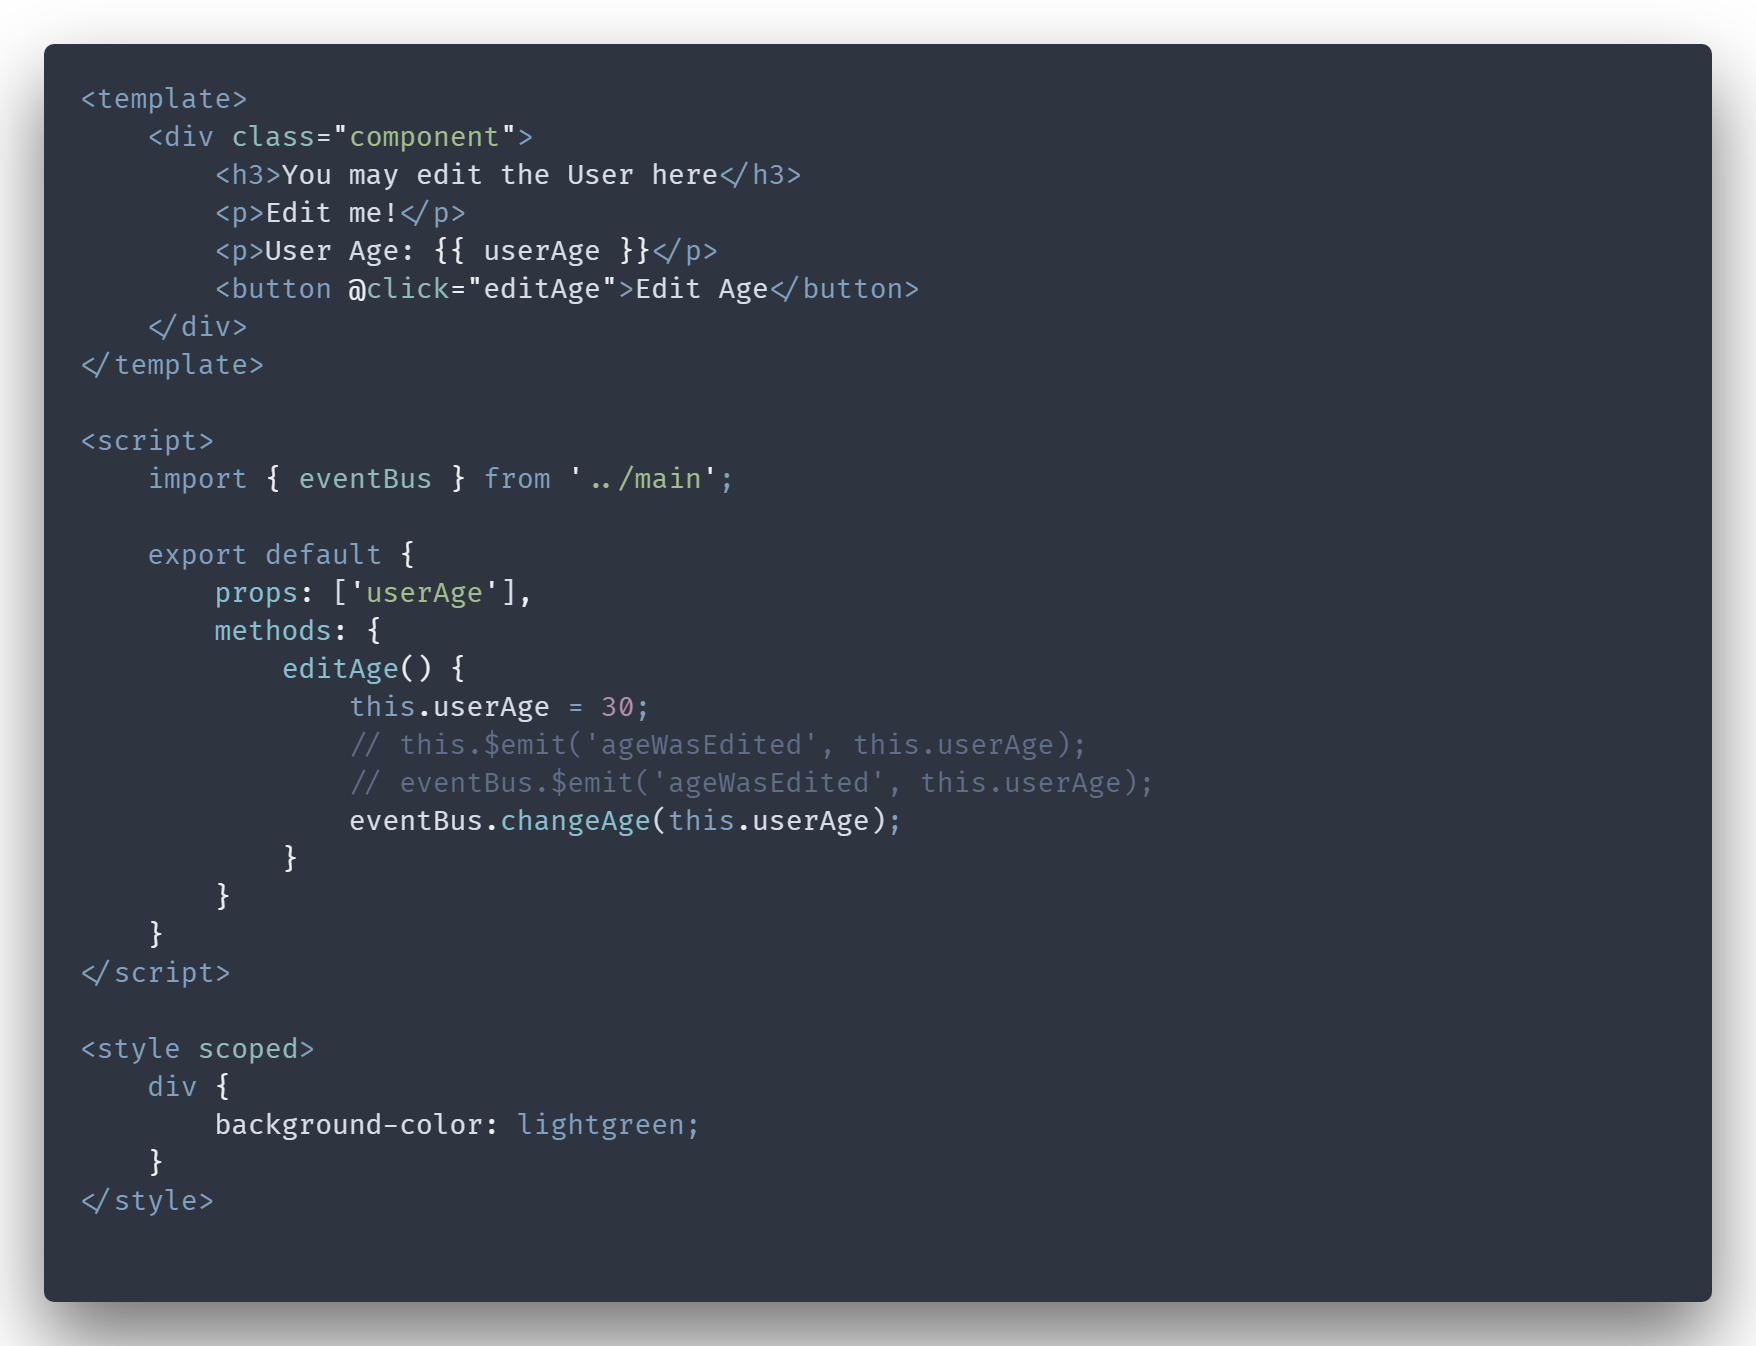 <template>
    <div class="component">
        <h3>You may edit the User here</h3>
        <p>Edit me!</p>
        <p>User Age: {{ userAge }}</p>
        <button @click="editAge">Edit Age</button>
    </div>
</template>

<script>
    import { eventBus } from '../main';

    export default {
        props: ['userAge'],
        methods: {
            editAge() {
                this.userAge = 30;
                // this.$emit('ageWasEdited', this.userAge);
                // eventBus.$emit('ageWasEdited', this.userAge);
                eventBus.changeAge(this.userAge);
            }
        }
    }
</script>

<style scoped>
    div {
        background-color: lightgreen;
    }
</style>